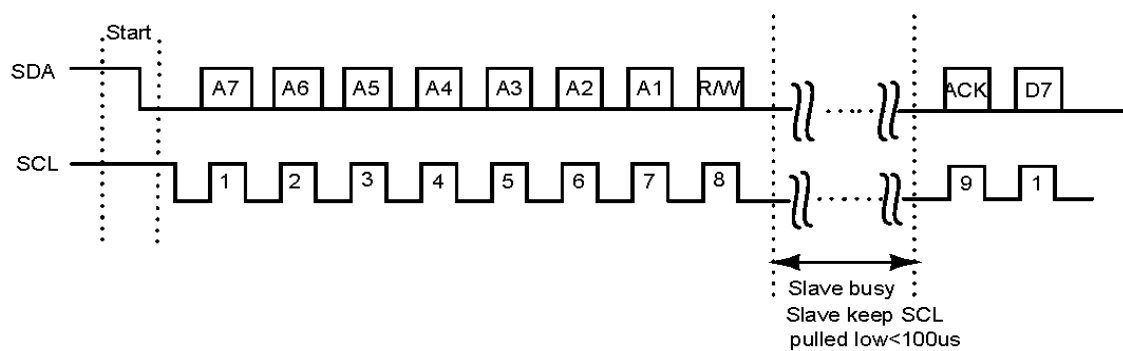 Start
SDA A7 A6 A5 A4 A3 A2 A1 R/W ACK D7
SCL 1 2 3 4 5 6 7 8 9 1
Slave busy
Slave keep SCL
pulled low<100us